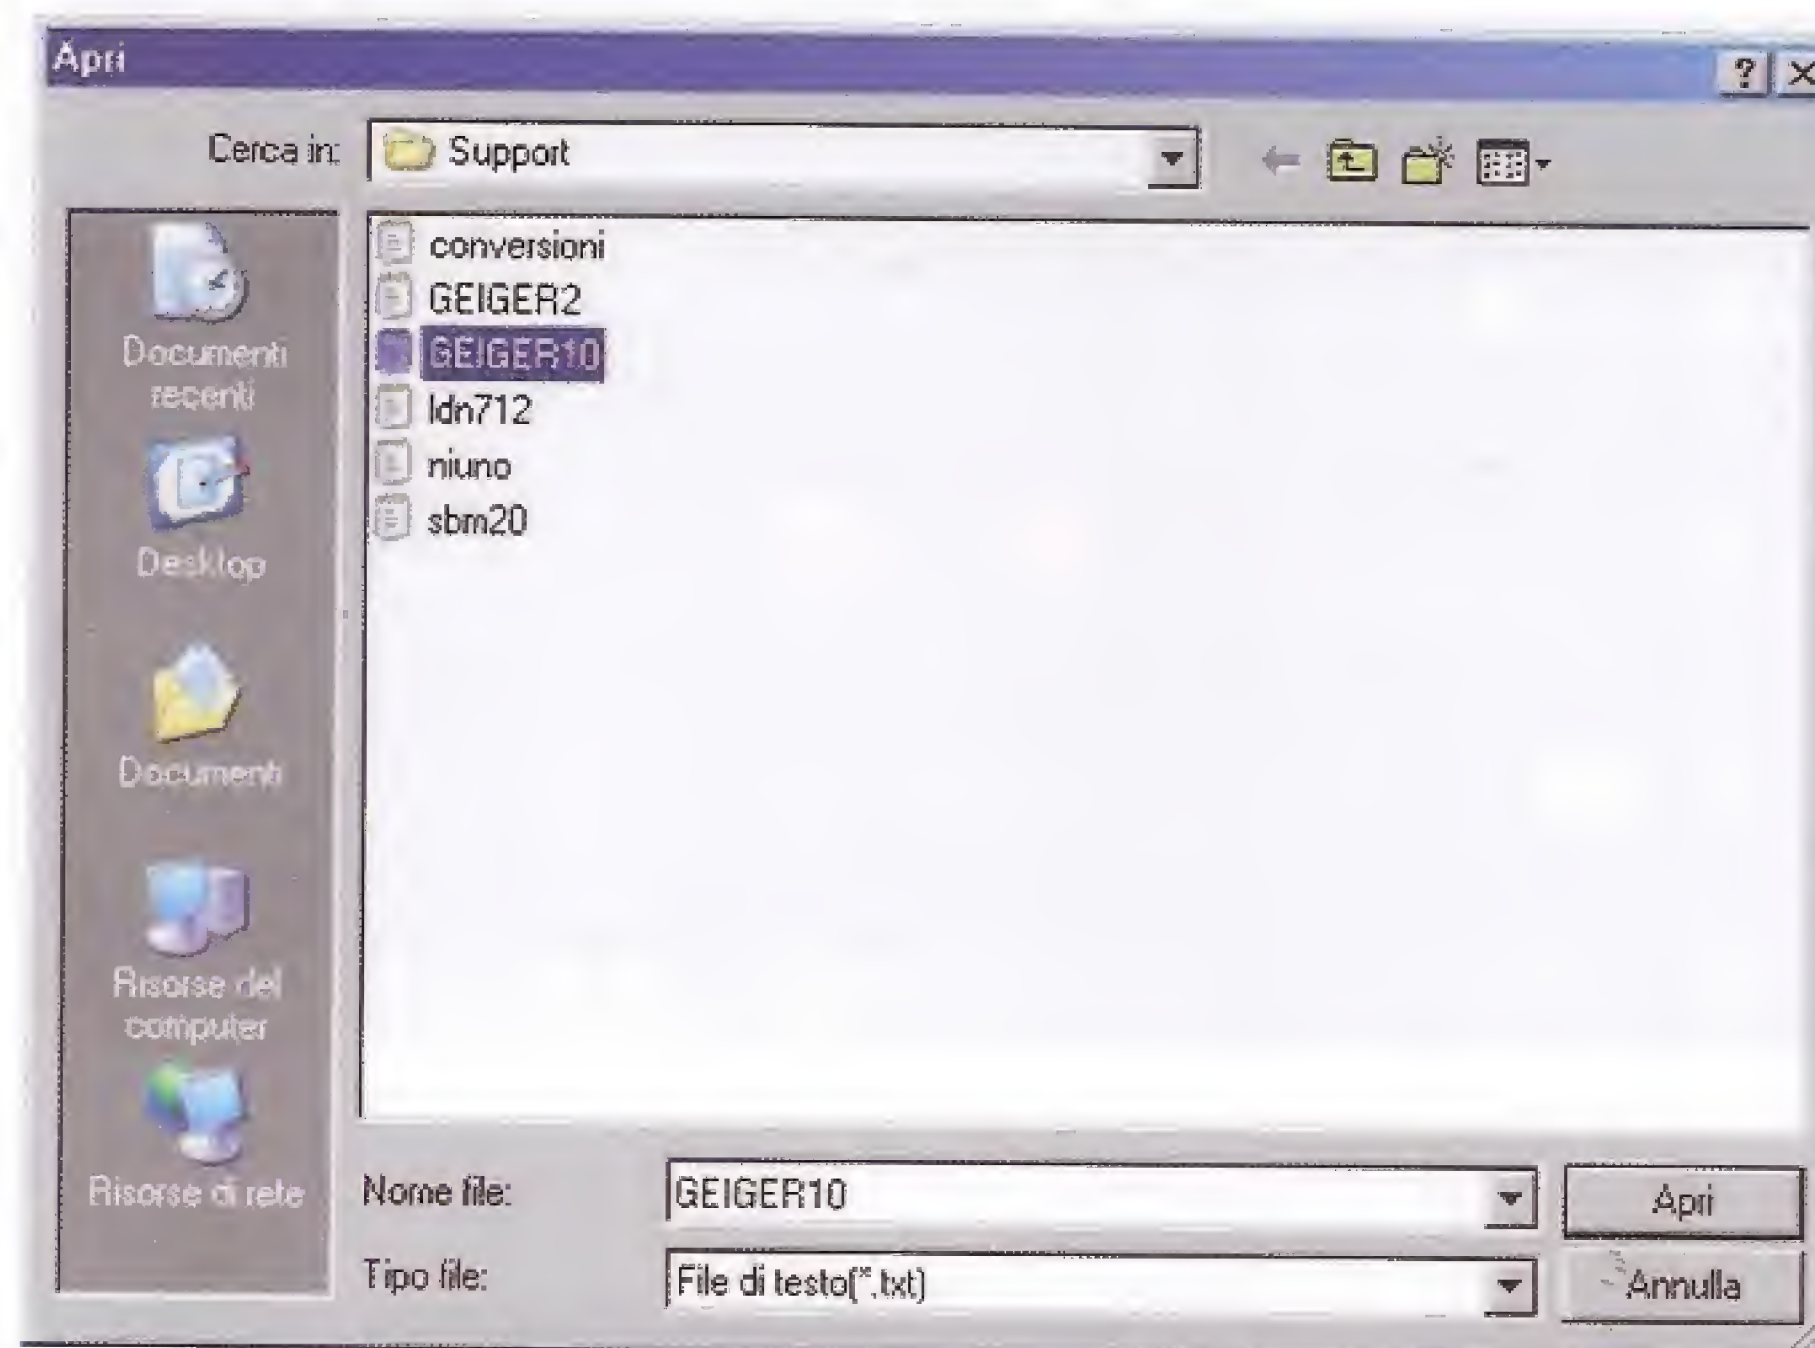 Apri
Cerca in: Support
conversioni
GEIGER2
GEIGER10
ldn712
niuno
sbm20
Documenti
recenti
Desktop
Documenti
Risorse del
computer
Risorse di rete
Nome file: GEIGER10 Apri
Tipo file: File di testo(*.txt) Annulla